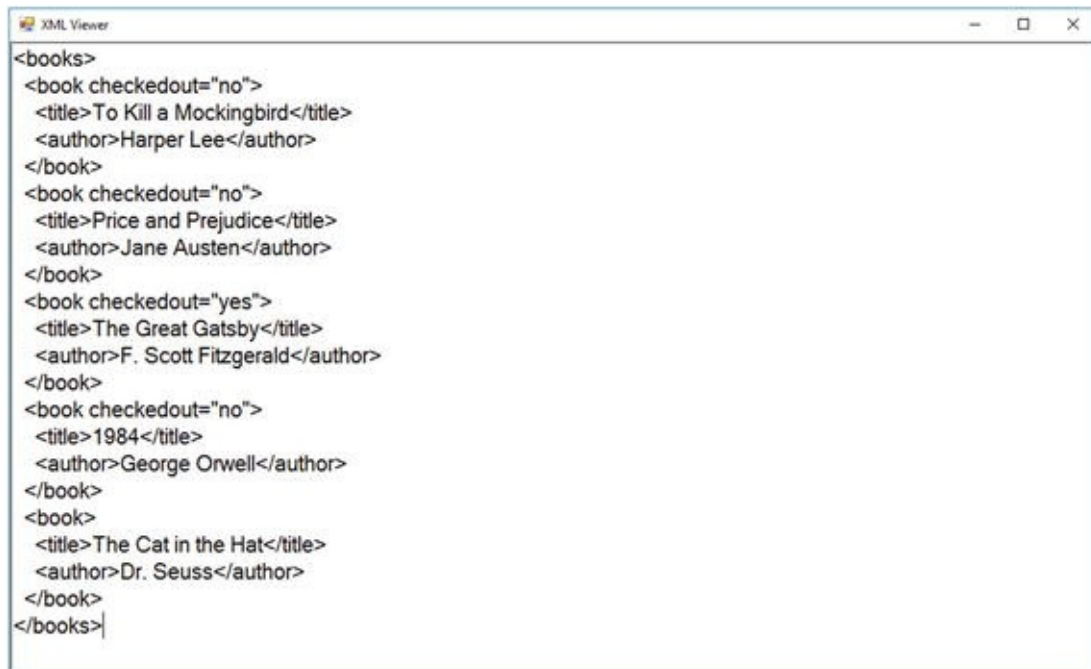 XML Viewer
<books>
<book checkedout="no">
<title>To Kill a Mockingbird</title>
<author>Harper Lee</author>
</book>
<book checkedout="no">
<title>Price and Prejudice</title>
<author>Jane Austen</author>
</book>
<book checkedout="yes">
<title>The Great Gatsby</title>
<author>F. Scott Fitzgerald</author>
</book>
<book checkedout="no">
<title>1984</title>
<author>George Orwell</author>
</book>
<book>
<title>The Cat in the Hat</title>
<author>Dr. Seuss</author>
</book>
</books>